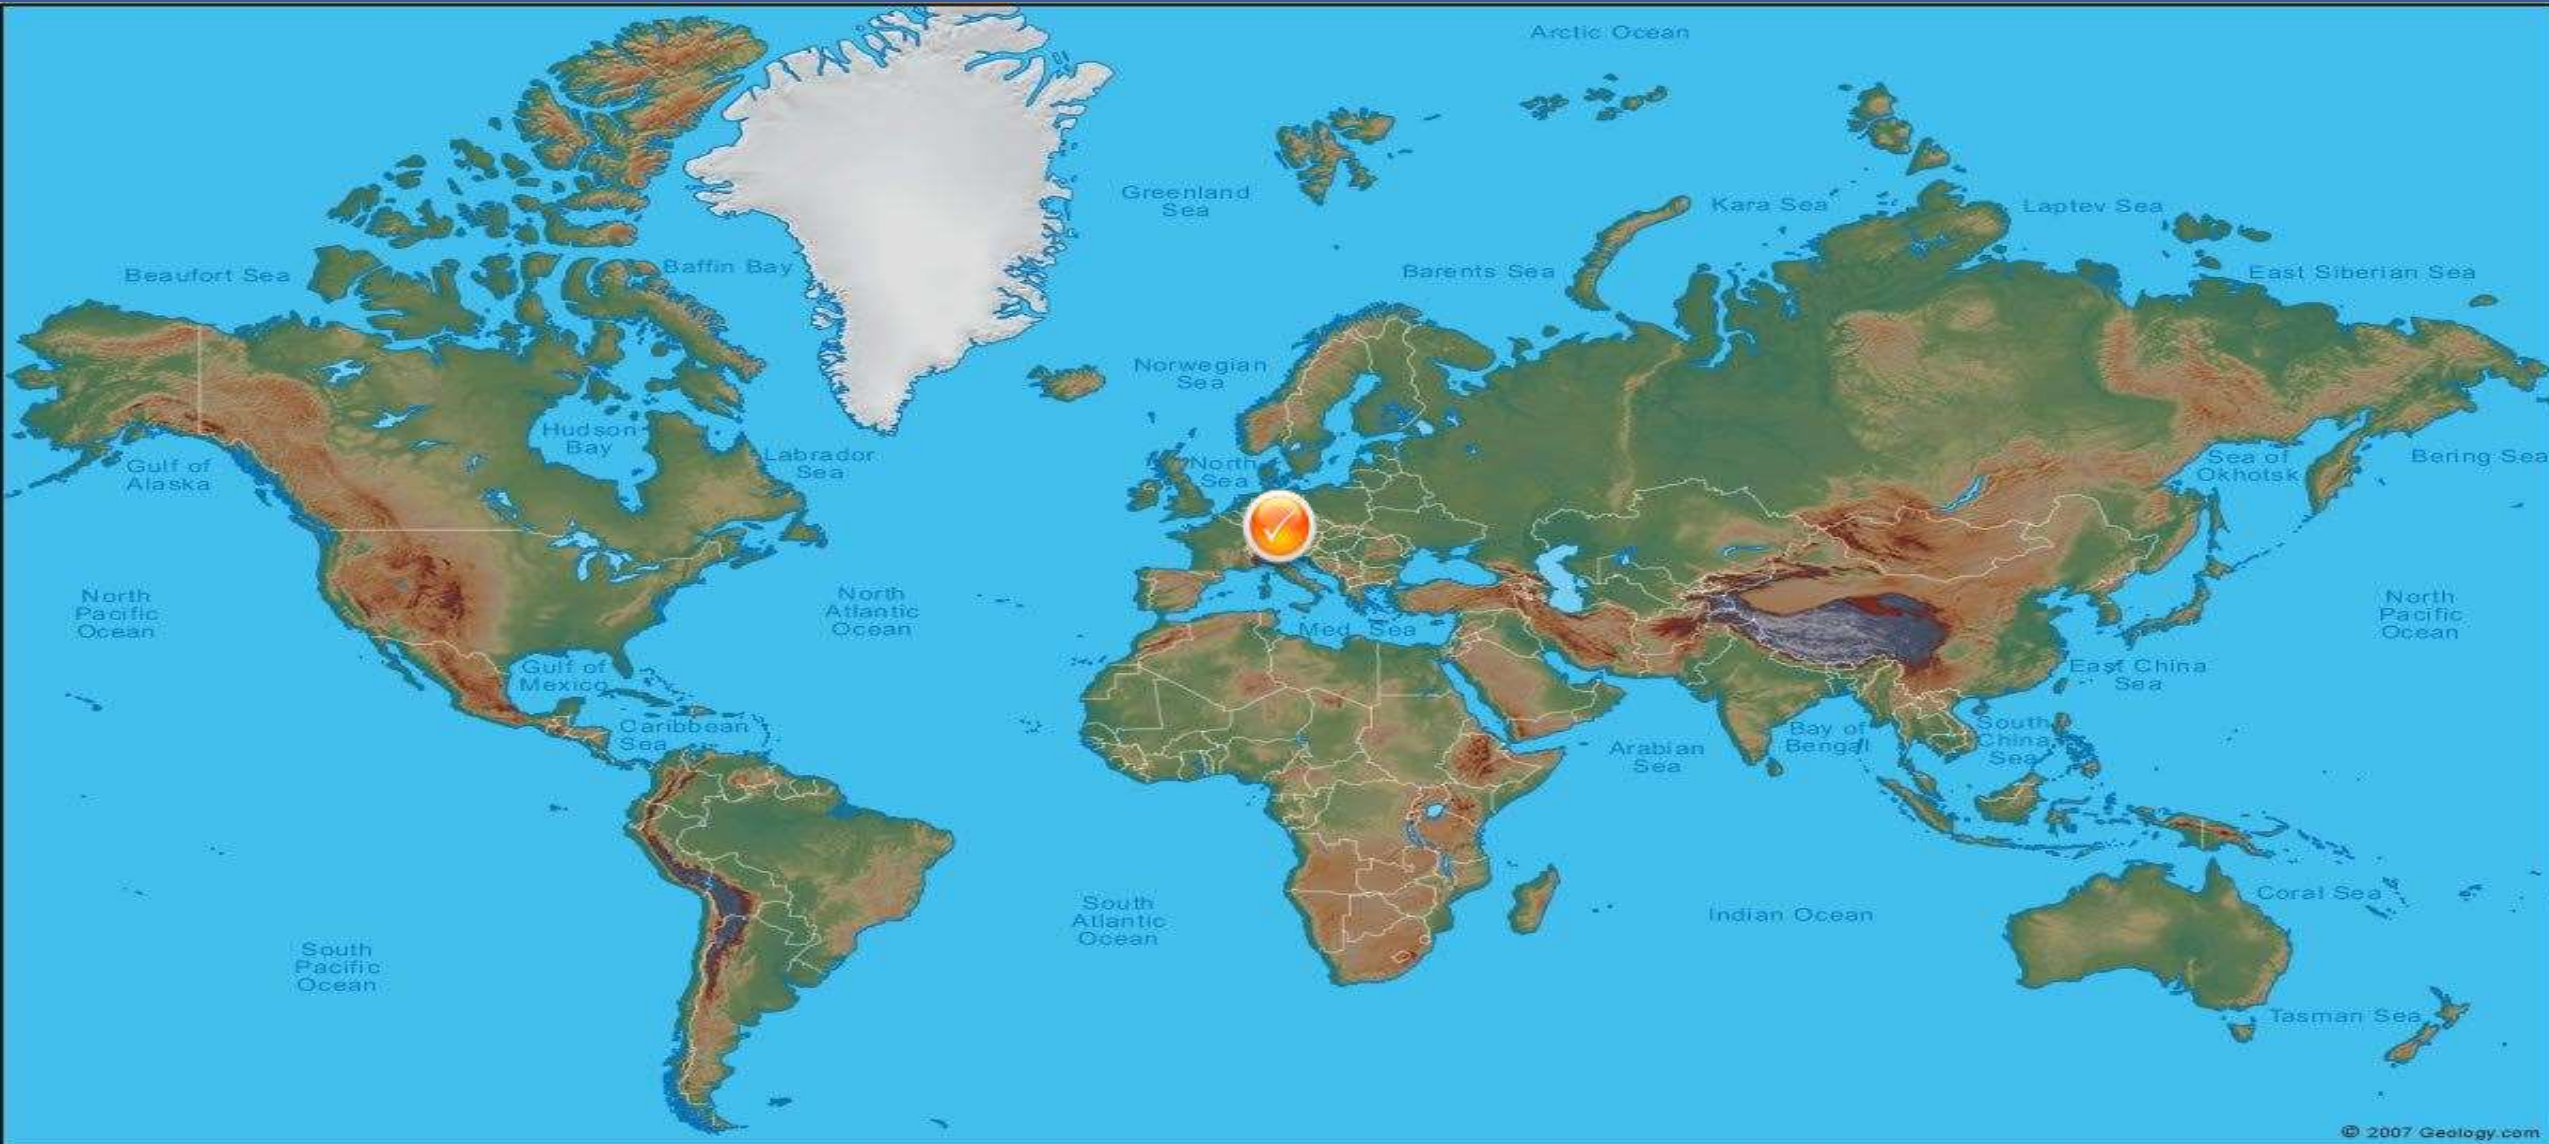 Arctic Ocean
Greenland
Sea
Kara Sea
Laptev Sea
Beaufort Sea
Baffin Bay
Barents Sea
East Siberian Sea
Norwegian
Sea
Hudson
Bay
Gulf of
Alaska
Labrador
Sea
North
Sea
Sea of
Okhotsk
Bering Sea
North
Pacific
Ocean
North
Atlantic
Ocean
Med. Sea
North
Pacific
Ocean
Gulf of
Mexico
East China
Sea
Caribbean
Sea
Arabian
Sea
Bay of
Bengal
South
China
Sea
South
Atlantic
Ocean
Indian Ocean
Coral Sea
South
Pacific
Ocean
Tasman Sea
© 2007 Geology.com